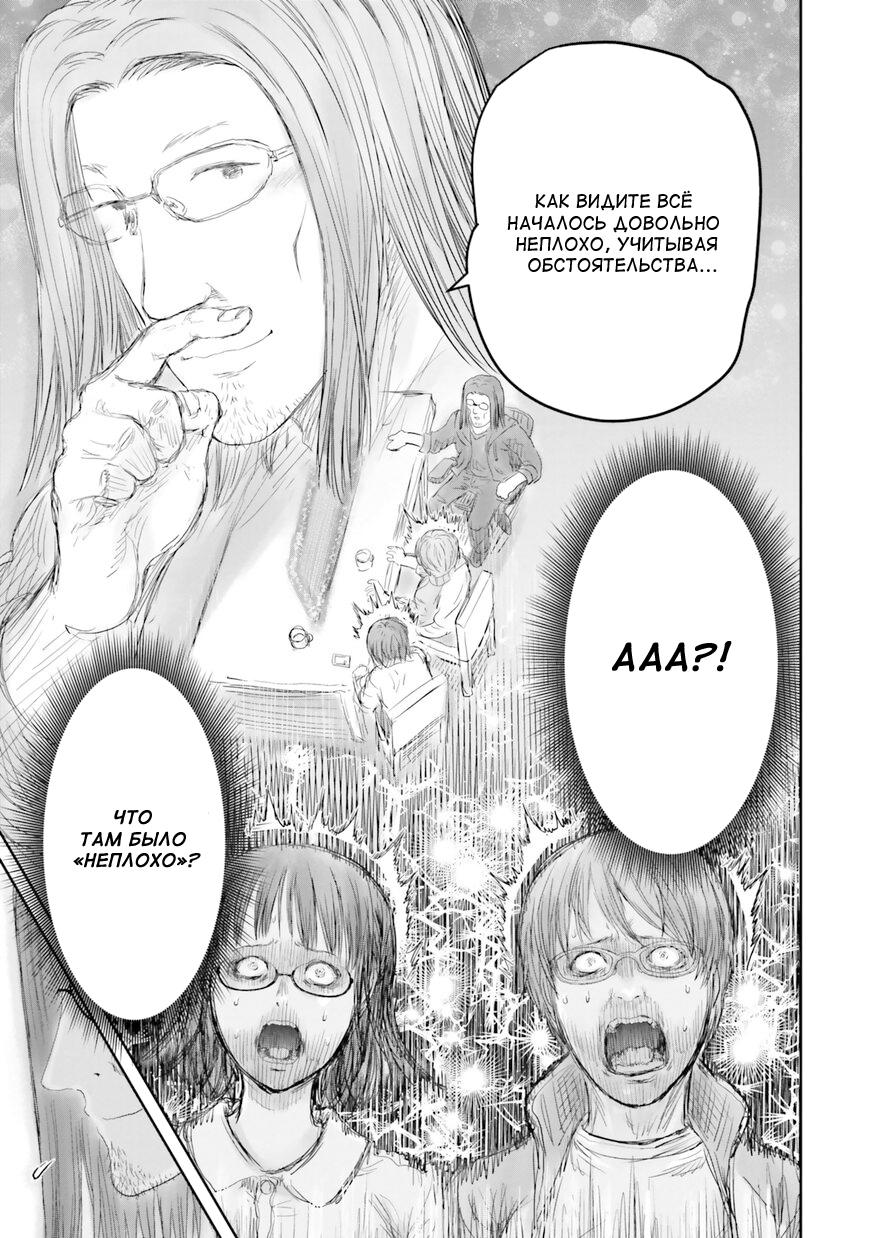 КАК ВИДИТЕ ВСЁ
НАЧАЛОСЬ ДОВОЛЬНО
НЕПЛОХО, УЧИТЫВАЯ
ОБСТОЯТЕЛЬСТВА...
ААА?!
ЧТО
ТАМ БЫЛО
«НЕПЛОХО»?